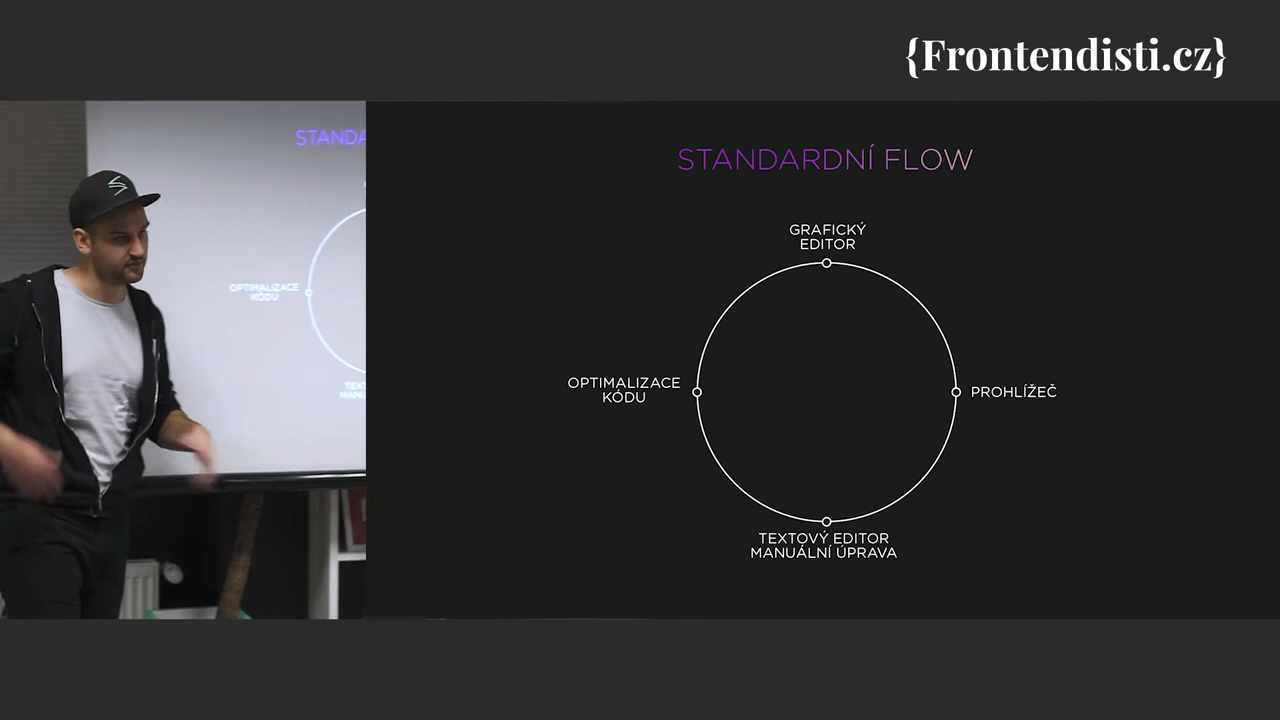 {Frontendisti.cz}
STANDA
OPTIMALIZACE
KÓDU
STANDARDNÍ FLOW
GRAFICKÝ
EDITOR
OPTIMALIZACE
KÓDU
PROHLÍŽEČ
TEXTOVÝ EDITOR
MANUÁLNÍ ÚPRAVA